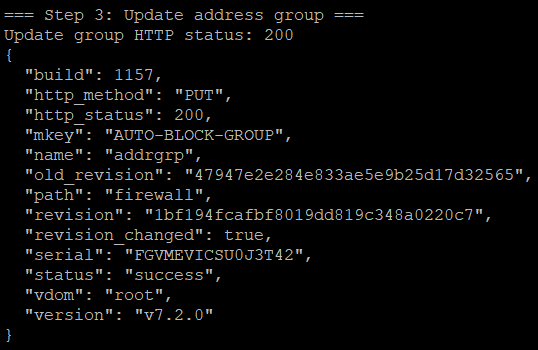 === Step 3: Update address group ===
Update group HTTP status: 200
{
  "build": 1157,
  "http_method": "PUT",
  "http_status": 200,
  "mkey": "AUTO-BLOCK-GROUP",
  "name": "addrgrp",
  "old_revision": "47947e2e284e833ae5e9b25d17d32565",
  "path": "firewall",
  "revision": "1bf194fcafbf8019dd819c348a0220c7",
  "revision_changed": true,
  "serial": "FGVMEVICSU0J3T42",
  "status": "success",
  "vdom": "root",
  "version": "v7.2.0"
}